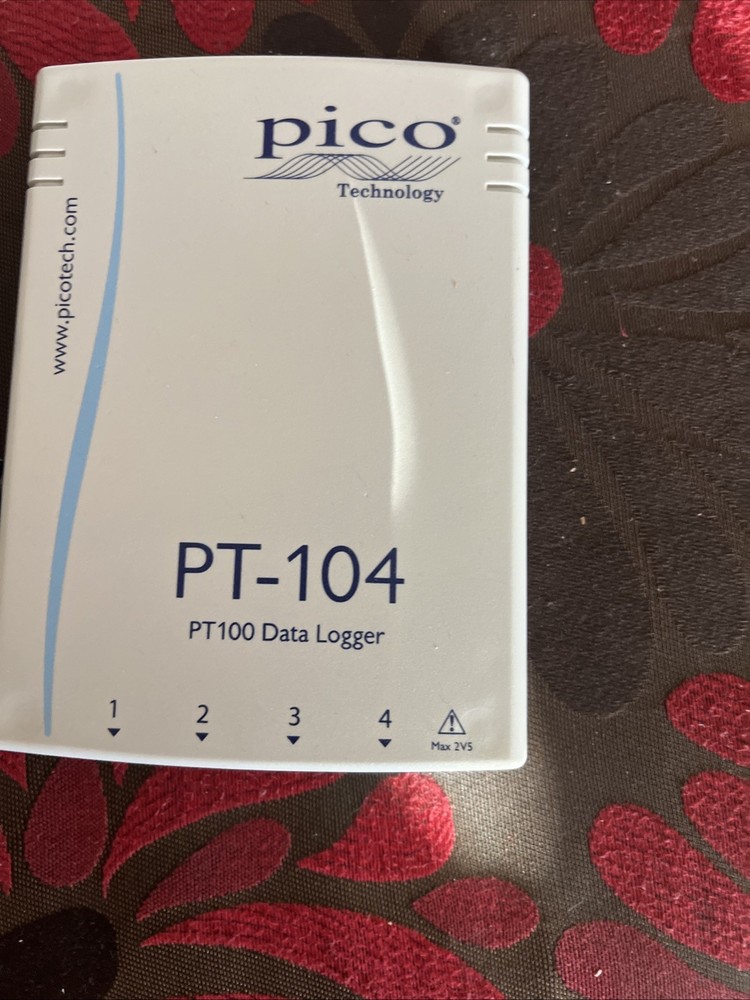 pico®
Technology
www.picotech.com
PT-104
PT100 Data Logger
1 2 3 4
Max 2V5